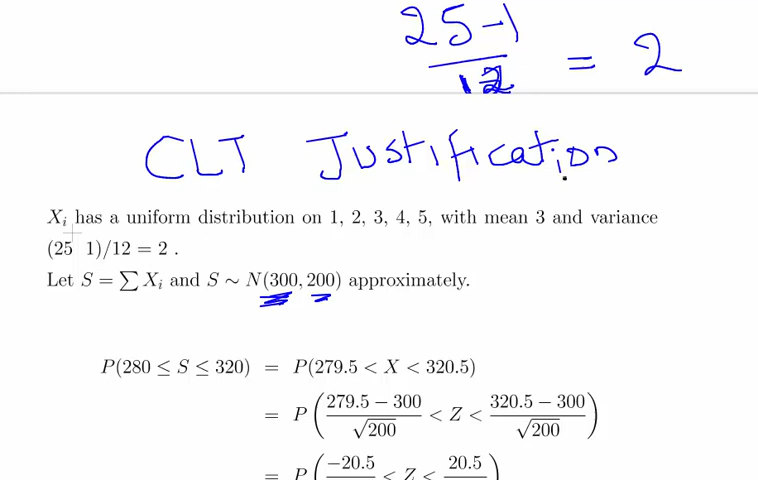 25-1
—— = 2
12
CLT Justification
Xᵢ has a uniform distribution on 1, 2, 3, 4, 5, with mean 3 and variance
(25 1)/12 = 2 .
Let S = ∑ Xᵢ and S ∼ N(300, 200) approximately.
P(280 ≤ S ≤ 320) = P(279.5 < X < 320.5)
= P ( (279.5 − 300)/√200 < Z < (320.5 − 300)/√200 )
= P ( −20.5 < Z < 20.5 )